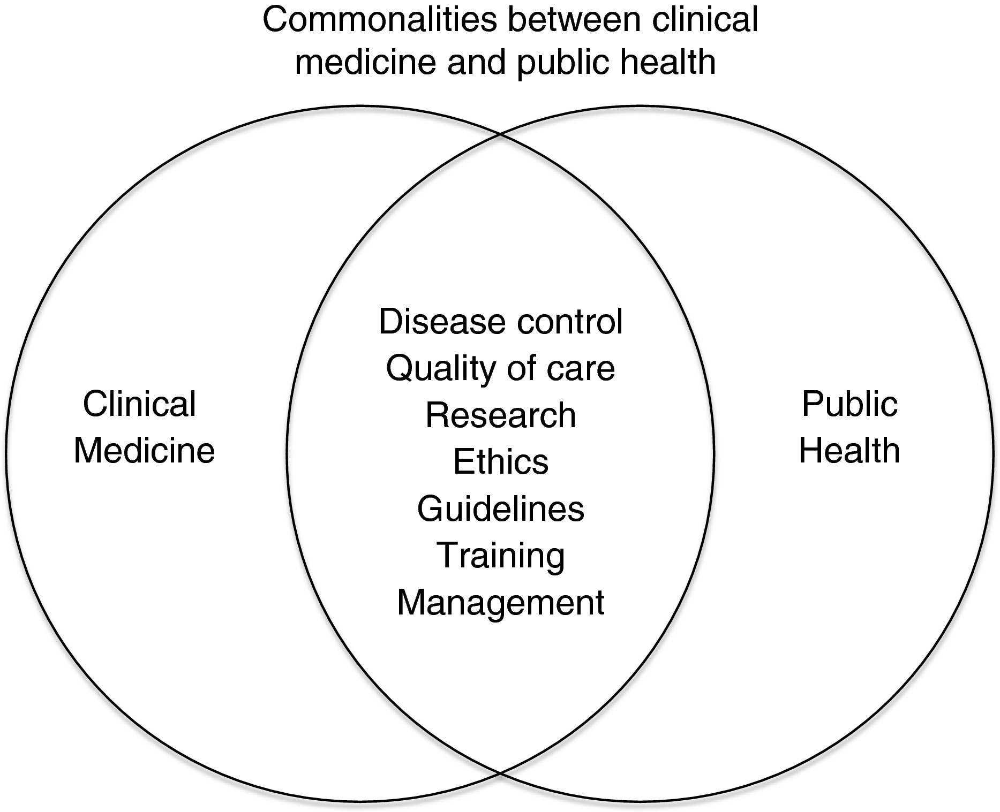 Commonalities between clinical
medicine and public health
Clinical
Medicine
Disease control
Quality of care
Research
Ethics
Guidelines
Training
Management
Public
Health